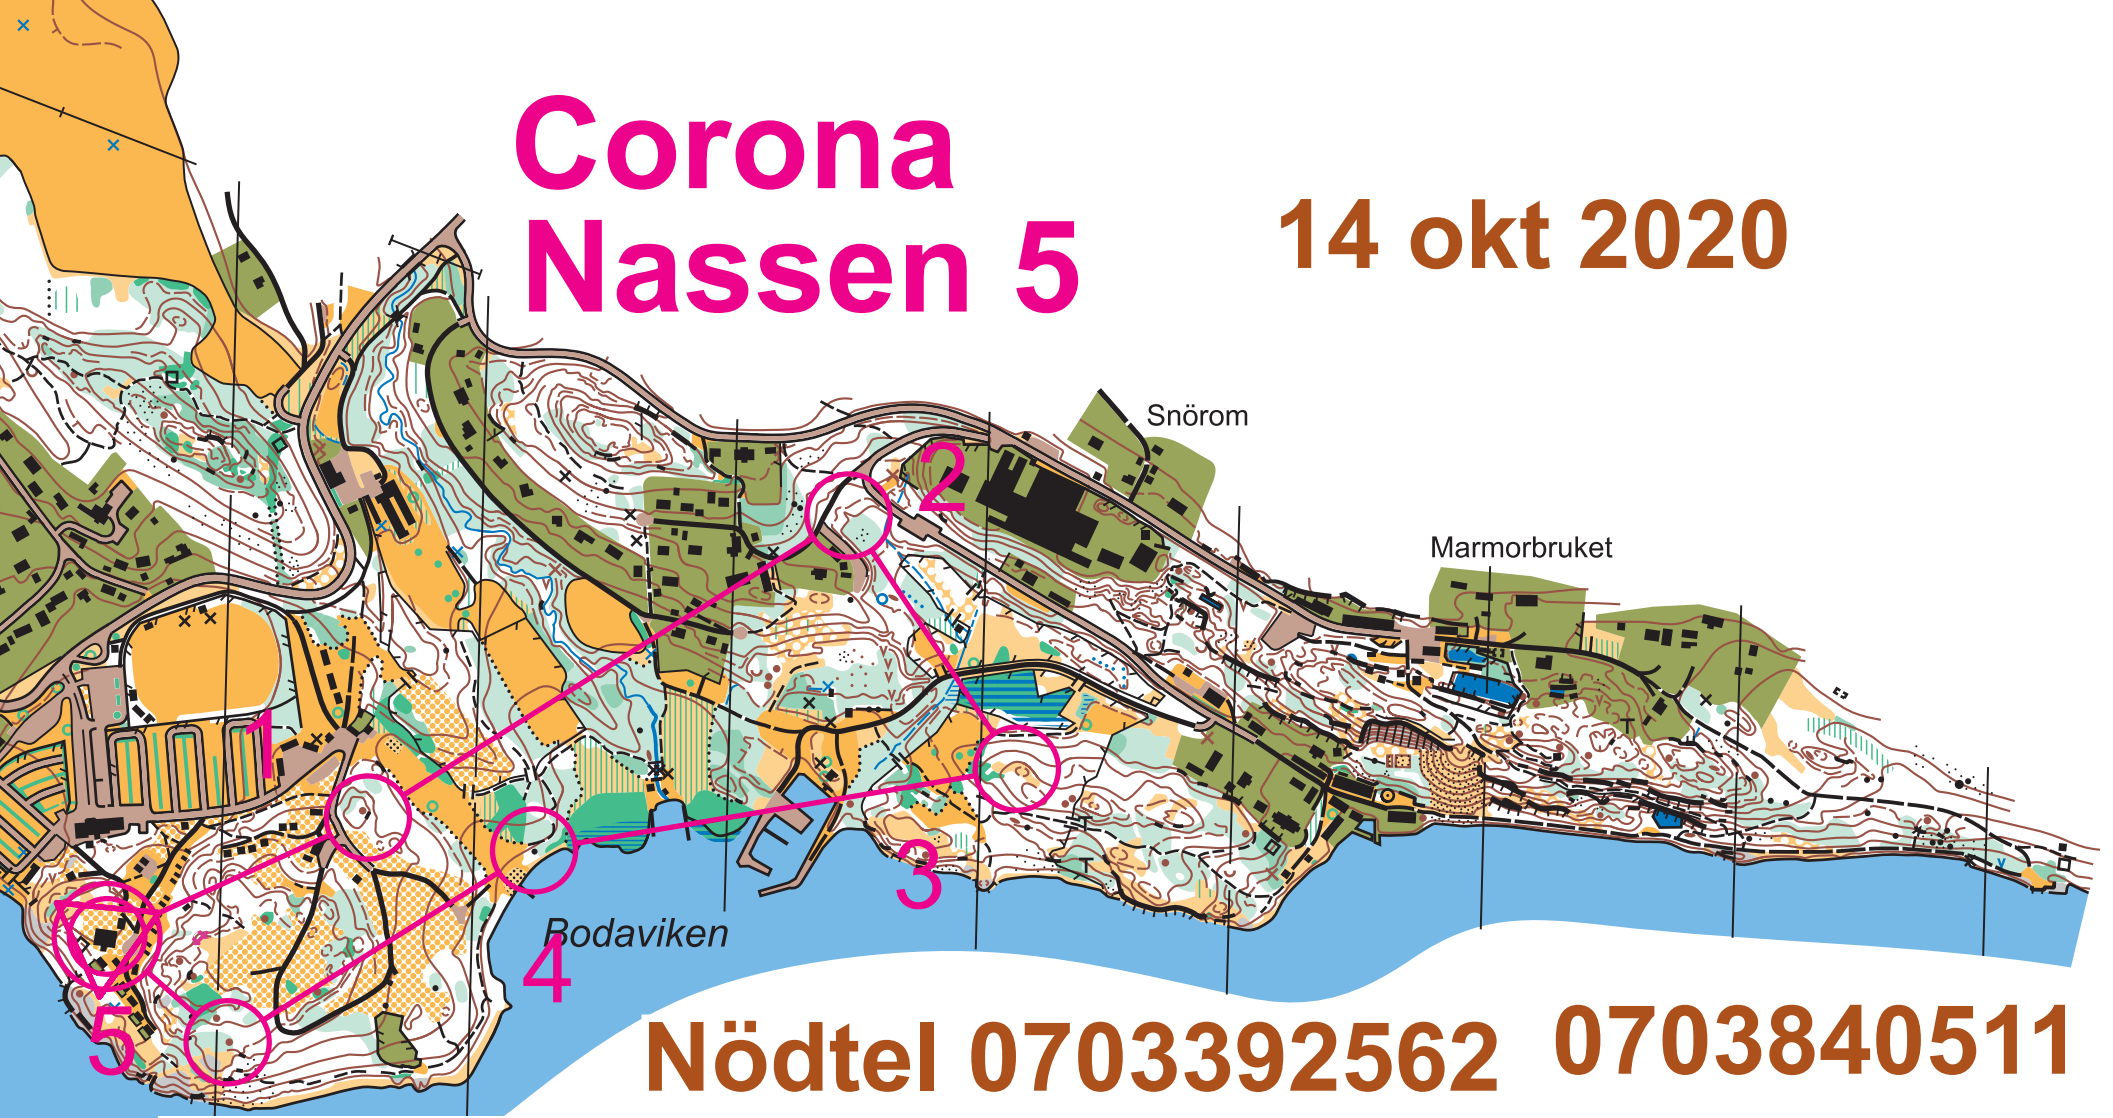 Corona
Nassen 5
14 okt 2020
Snörom
Marmorbruket
2
1
3
Bodaviken
4
5
Nödtel 0703392562
0703840511